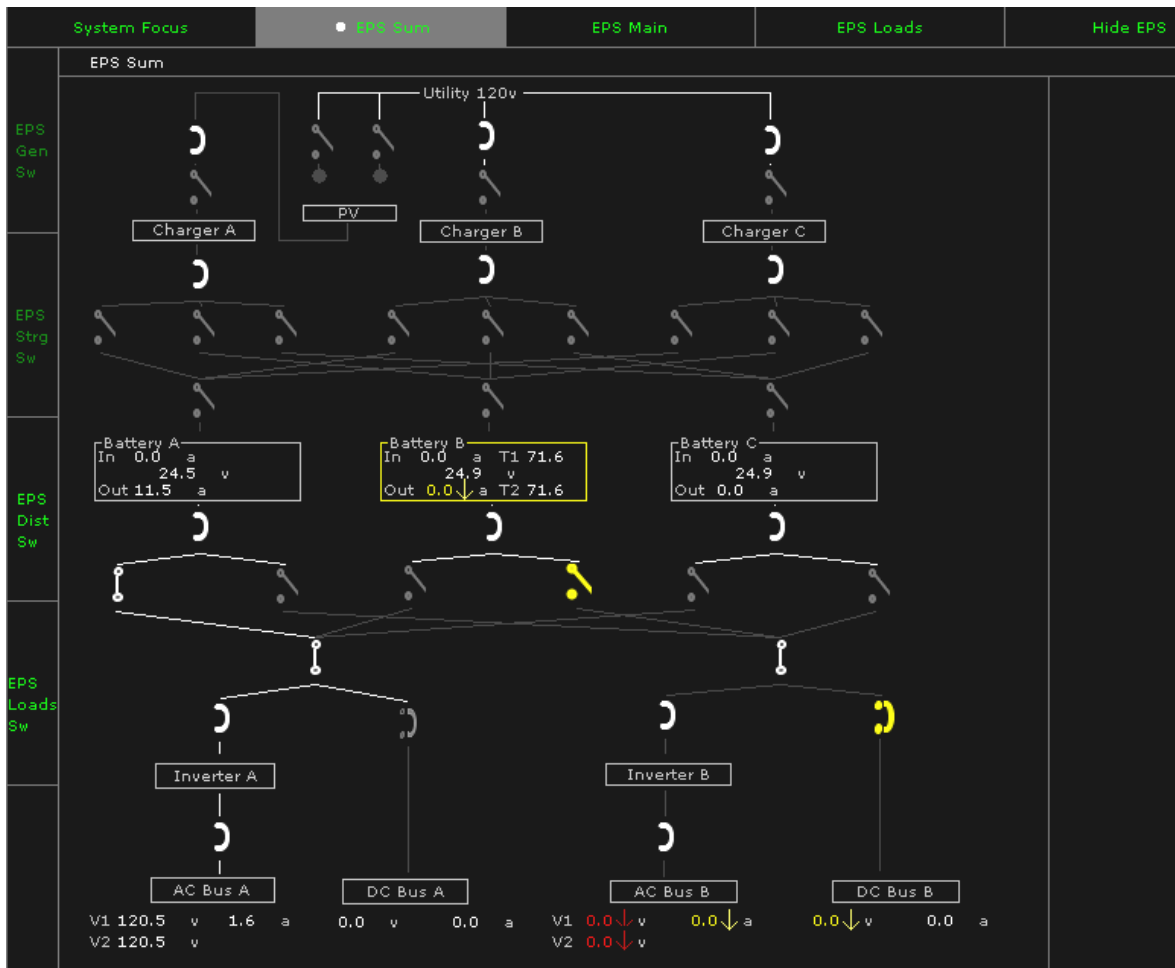 System Focus EPS Sum EPS Main EPS Loads Hide EPS
EPS Sum
Utility 120v
EPS
Gen
Sw
PV
Charger A Charger B Charger C
EPS
Strg
Sw
Battery A Battery B Battery C
In 0.0 a In 0.0 a T1 71.6 In 0.0 a
24.5 v 24.9 v 24.9 v
Out 11.5 a Out 0.0 a T2 71.6 Out 0.0 a
EPS
Dist
Sw
EPS
Loads
Sw
Inverter A Inverter B
AC Bus A DC Bus A AC Bus B DC Bus B
V1 120.5 v 1.6 a 0.0 v 0.0 a V1 0.0 v 0.0 a 0.0 v 0.0 a
V2 120.5 v V2 0.0 v